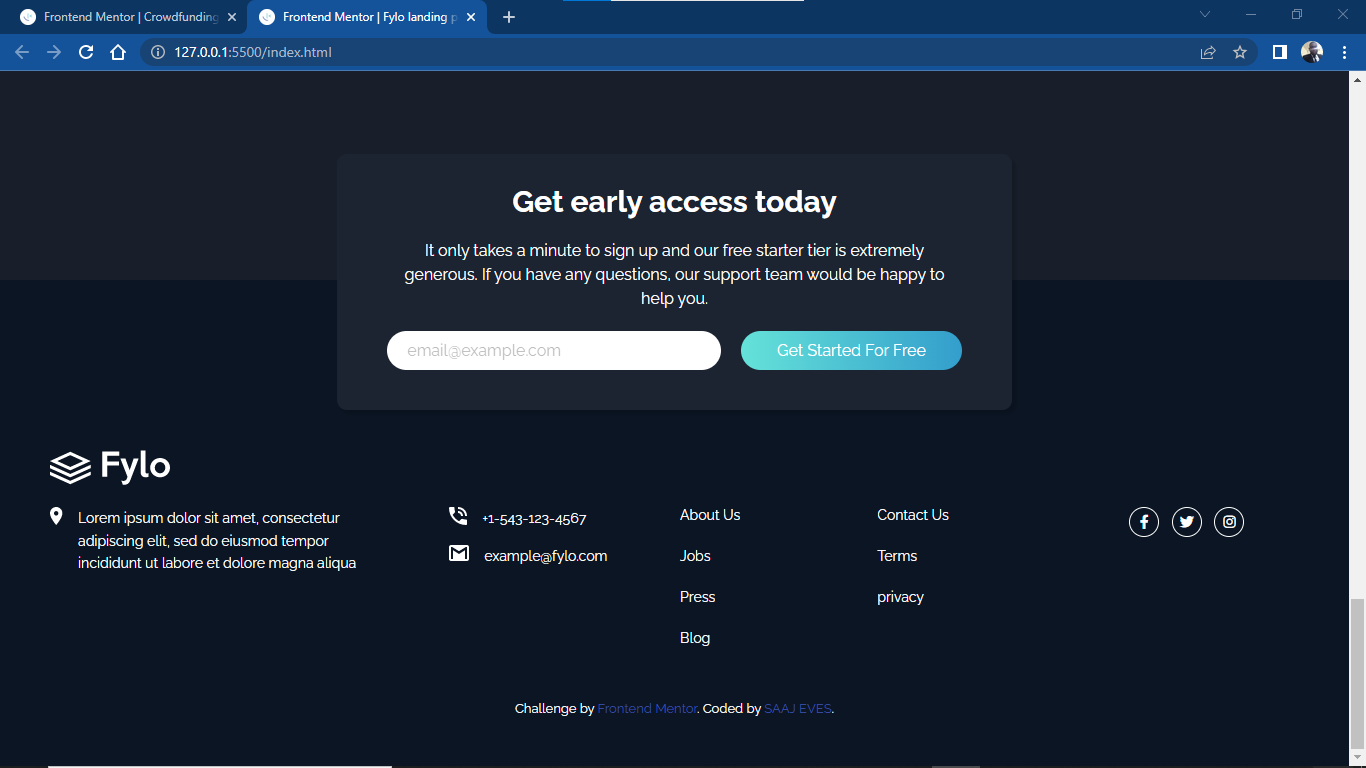 Frontend Mentor | Crowdfunding
Frontend Mentor | Fylo landing p
127.0.0.1:5500/index.html
Get early access today
It only takes a minute to sign up and our free starter tier is extremely
generous. If you have any questions, our support team would be happy to
help you.
email@example.com
Get Started For Free
Fylo
Lorem ipsum dolor sit amet, consectetur
adipiscing elit, sed do eiusmod tempor
incididunt ut labore et dolore magna aliqua
+1-543-123-4567
example@fylo.com
About Us
Jobs
Press
Blog
Contact Us
Terms
privacy
Challenge by Frontend Mentor. Coded by SAAJ EVES.